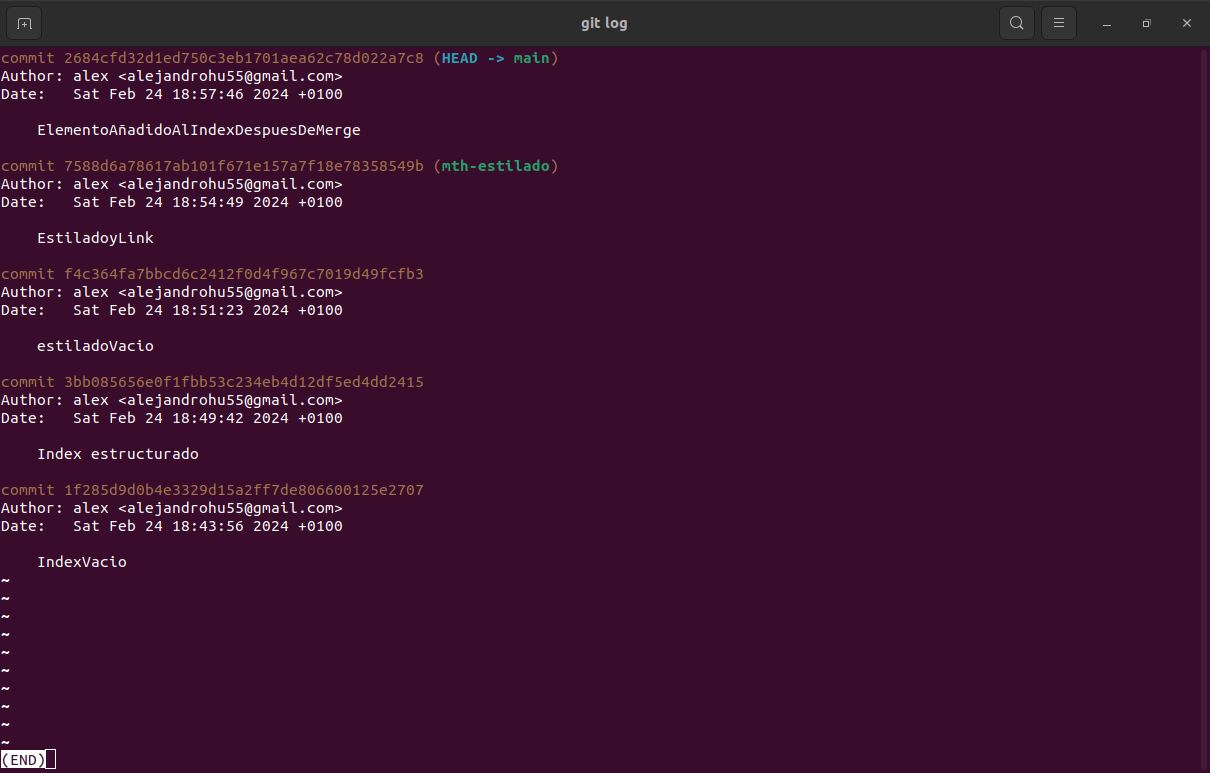 git log
commit 2684cfd32d1ed750c3eb1701aea62c78d022a7c8 (HEAD -> main)
Author: alex <alejandrohu55@gmail.com>
Date:   Sat Feb 24 18:57:46 2024 +0100
    ElementoAñadidoAlIndexDespuesDeMerge
commit 7588d6a78617ab101f671e157a7f18e78358549b (mth-estilado)
Author: alex <alejandrohu55@gmail.com>
Date:   Sat Feb 24 18:54:49 2024 +0100
    EstiladoyLink
commit f4c364fa7bbcd6c2412f0d4f967c7019d49fcfb3
Author: alex <alejandrohu55@gmail.com>
Date:   Sat Feb 24 18:51:23 2024 +0100
    estiladoVacio
commit 3bb085656e0f1fbb53c234eb4d12df5ed4dd2415
Author: alex <alejandrohu55@gmail.com>
Date:   Sat Feb 24 18:49:42 2024 +0100
    Index estructurado
commit 1f285d9d0b4e3329d15a2ff7de806600125e2707
Author: alex <alejandrohu55@gmail.com>
Date:   Sat Feb 24 18:43:56 2024 +0100
    IndexVacio
~
~
~
~
~
~
~
~
~
~
(END)